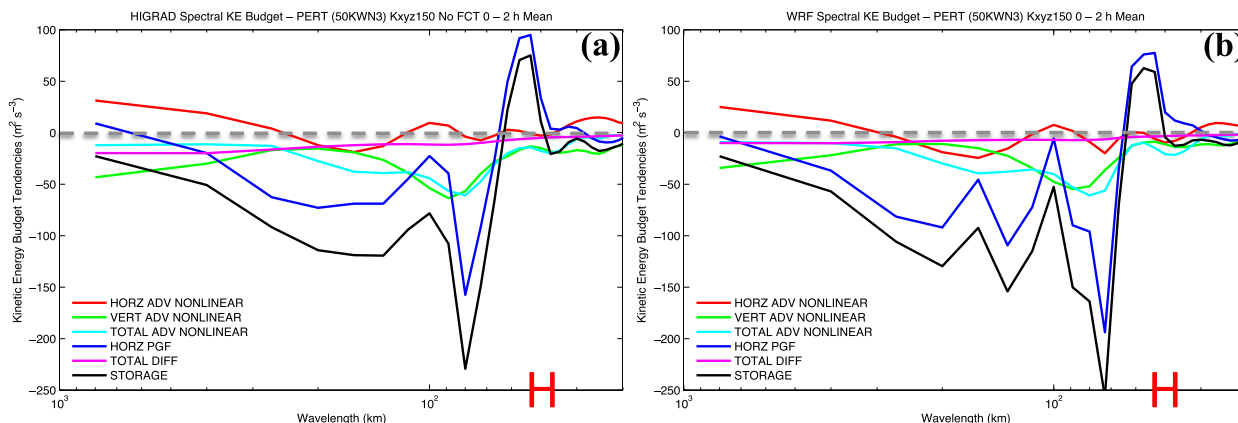 HIGRAD Spectral KE Budget – PERT (50KWN3) Kxyz150 No FCT 0 – 2 h Mean
(a)
Kinetic Energy Budget Tendencies (m² s⁻³)
100
50
0
−50
−100
−150
−200
−250
HORZ ADV NONLINEAR
VERT ADV NONLINEAR
TOTAL ADV NONLINEAR
HORZ PGF
TOTAL DIFF
STORAGE
10³
10²
Wavelength (km)
WRF Spectral KE Budget – PERT (50KWN3) Kxyz150 0 – 2 h Mean
(b)
Kinetic Energy Budget Tendencies (m² s⁻³)
100
50
0
−50
−100
−150
−200
−250
HORZ ADV NONLINEAR
VERT ADV NONLINEAR
TOTAL ADV NONLINEAR
HORZ PGF
TOTAL DIFF
STORAGE
10³
10²
Wavelength (km)